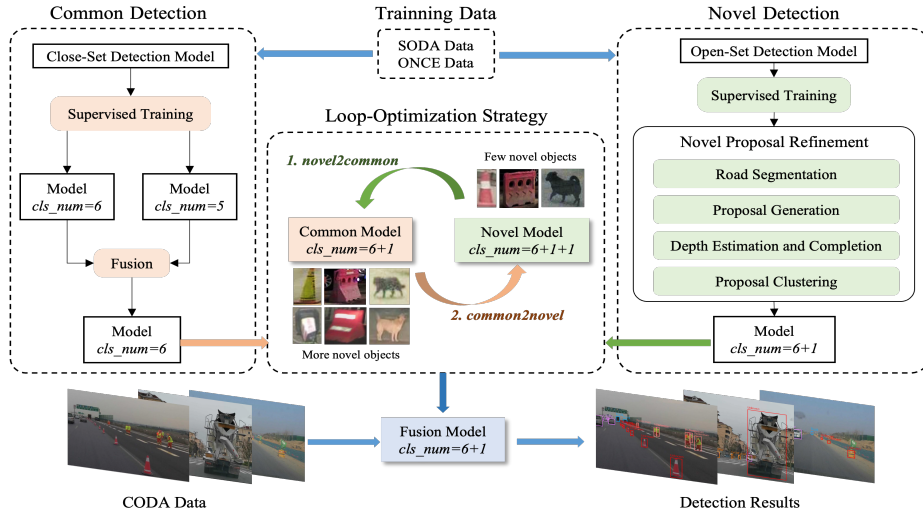 Common Detection
Close-Set Detection Model
Supervised Training
Model
cls_num=6
Model
cls_num=5
Fusion
Model
cls_num=6
Trainning Data
SODA Data
ONCE Data
Loop-Optimization Strategy
1. novel2common
Few novel objects
Common Model
cls_num=6+1
Novel Model
cls_num=6+1+1
2. common2novel
More novel objects
Novel Detection
Open-Set Detection Model
Supervised Training
Novel Proposal Refinement
Road Segmentation
Proposal Generation
Depth Estimation and Completion
Proposal Clustering
Model
cls_num=6+1
Fusion Model
cls_num=6+1
CODA Data
Detection Results